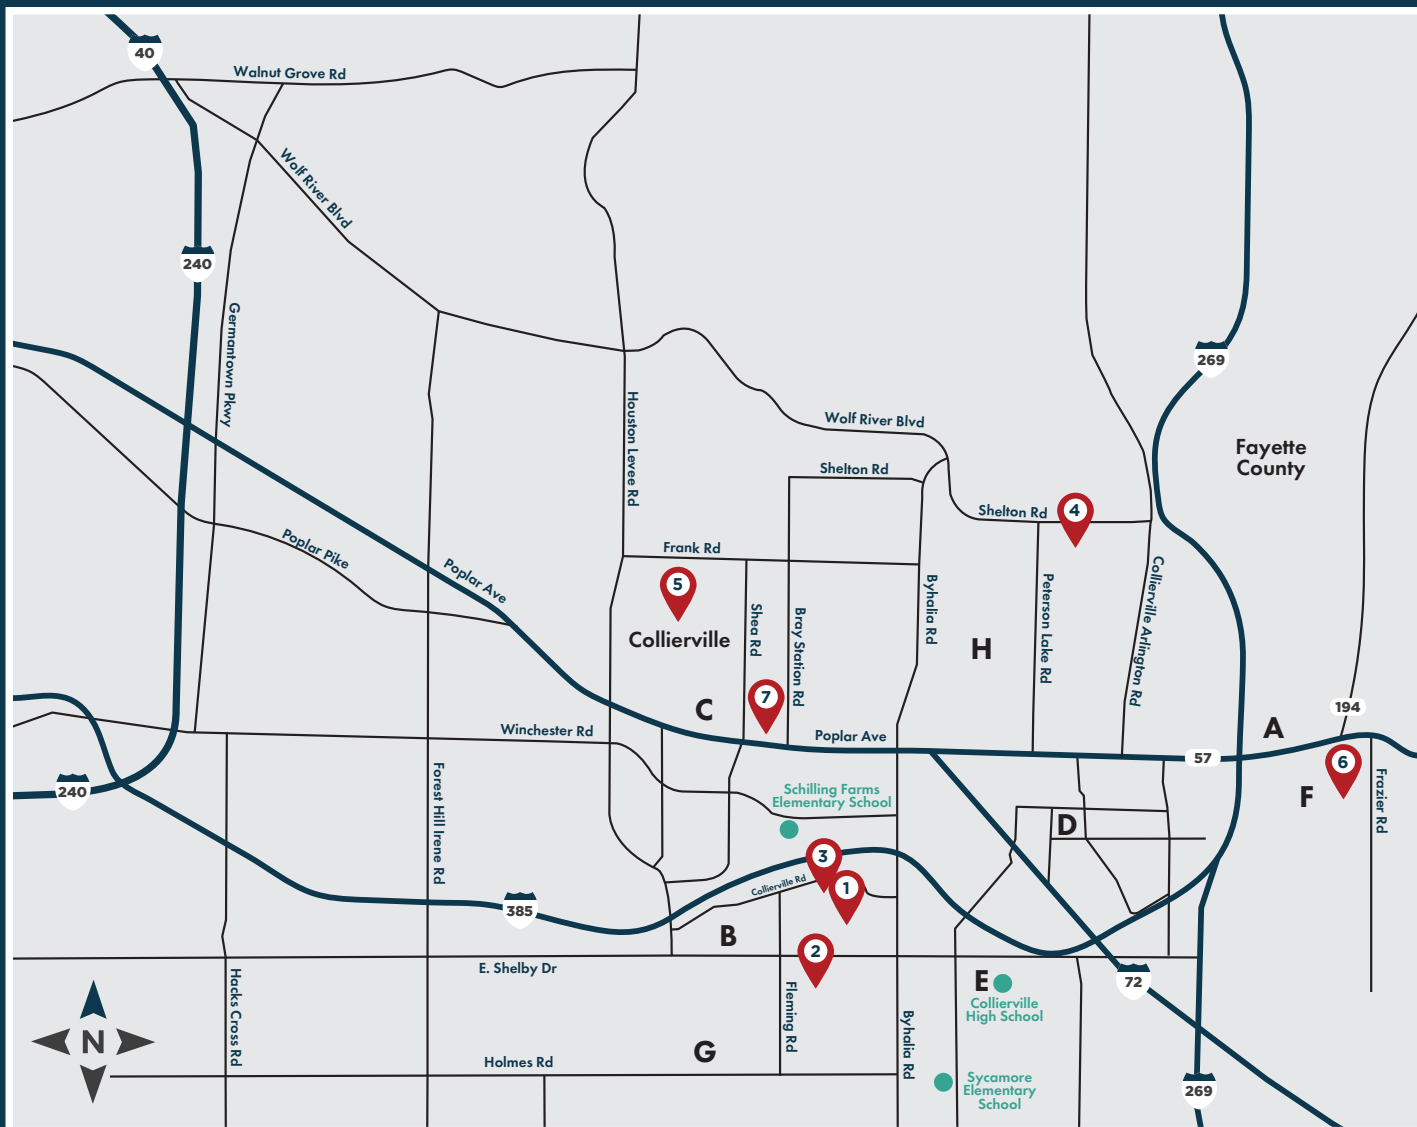 40
Walnut Grove Rd
Wolf River Blvd
240
Germantown Pkwy
269
Houston Levee Rd
Wolf River Blvd
Fayette
County
Shelton Rd
Shelton Rd
4
Frank Rd
Poplar Pike
Poplar Ave
5
Collierville
Shea Rd
Bray Station Rd
Byhalia Rd
H
Peterson Lake Rd
Collierville Arlington Rd
C
7
194
A
Winchester Rd
Poplar Ave
57
6
F
Frazier Rd
240
Forest Hill Irene Rd
Schilling Farms
Elementary School
D
3
Collierville Rd
1
385
B
2
E. Shelby Dr
Hacks Cross Rd
Fleming Rd
E
Collierville
High School
72
N
G
Byhalia Rd
Holmes Rd
Sycamore
Elementary
School
269